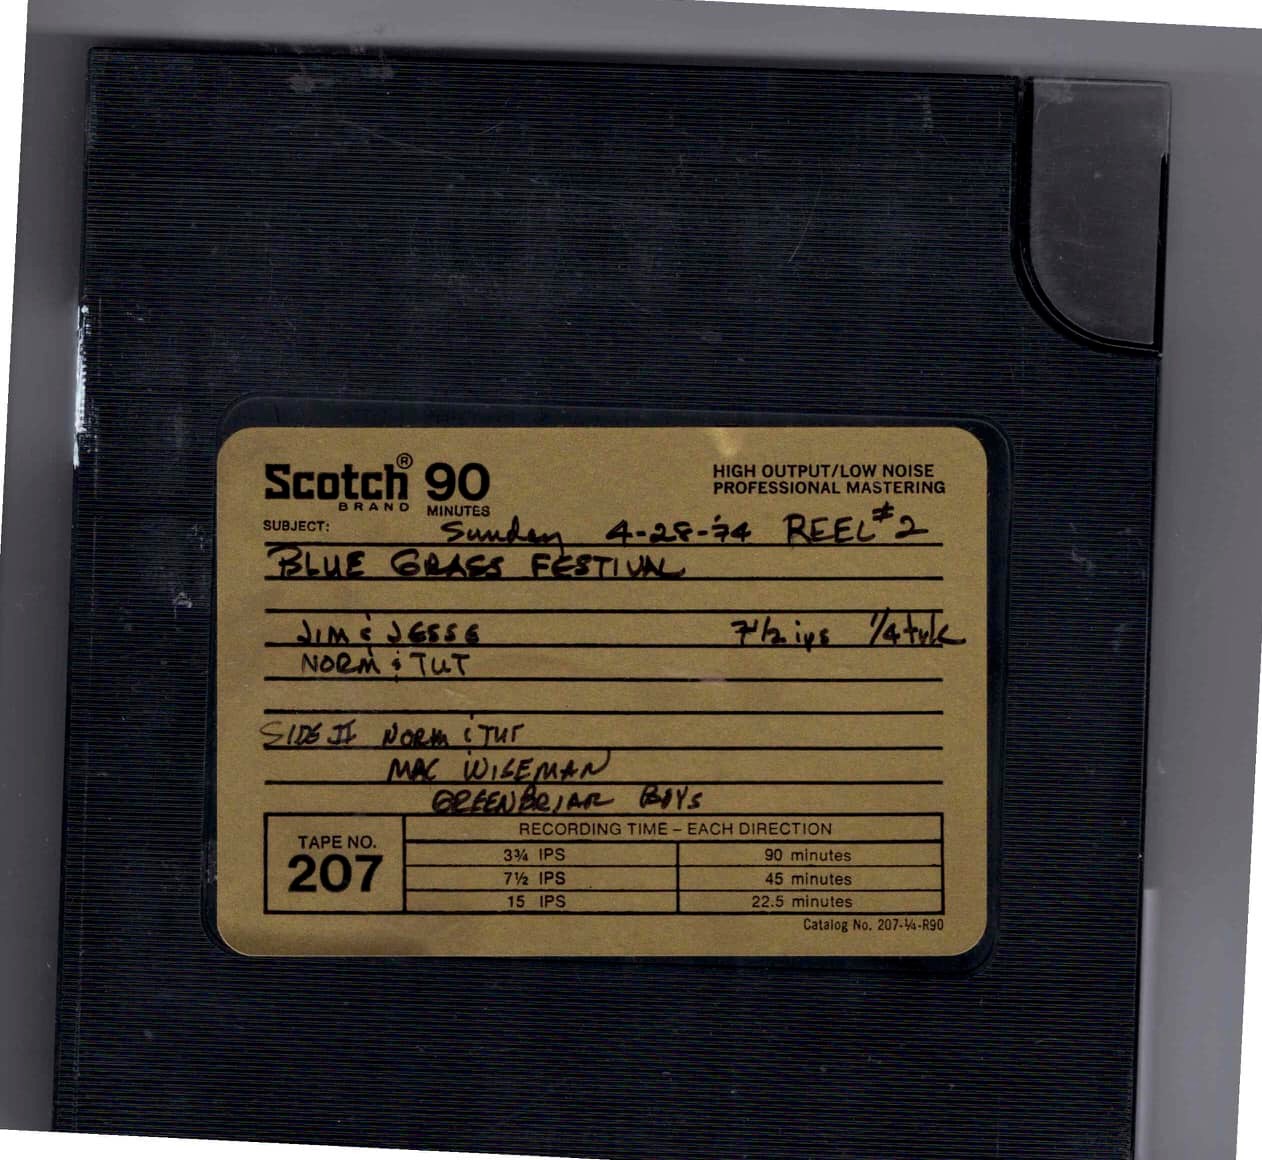 Scotch® 90
BRAND MINUTES
HIGH OUTPUT/LOW NOISE
PROFESSIONAL MASTERING
SUBJECT: Sunday 4-28-74 REEL #2
BLUE GRASS FESTIVAL
JIM & JESSE 7 1/2 ips 1/4 trk
NORM & TUT
SIDE II NORM & TUT
MAC WISEMAN
GREENBRIAR BOYS
TAPE NO.
207
RECORDING TIME – EACH DIRECTION
3¾ IPS 90 minutes
7½ IPS 45 minutes
15 IPS 22.5 minutes
Catalog No. 207-¼-R90